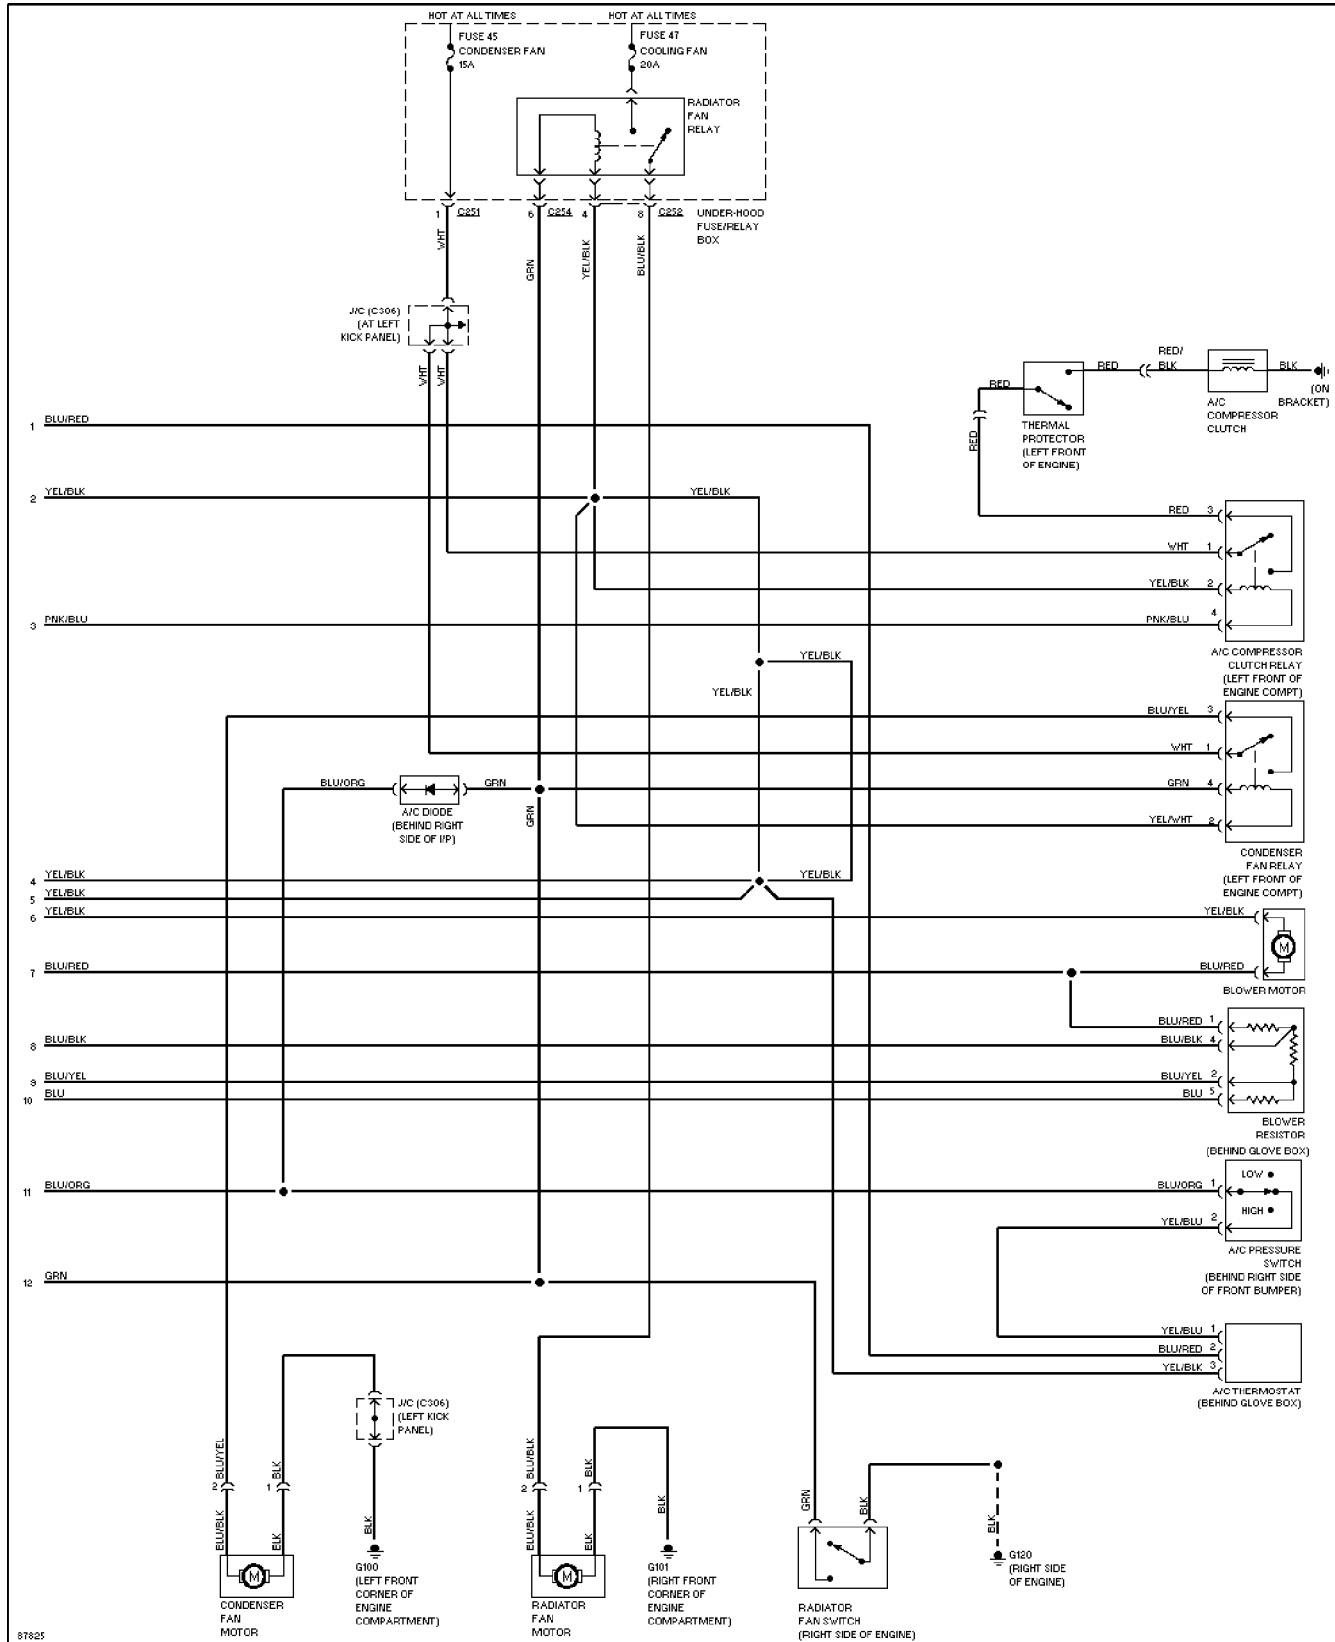 HOT AT ALL TIMES
HOT AT ALL TIMES
FUSE 45
CONDENSER FAN
15A
FUSE 47
COOLING FAN
20A
RADIATOR
FAN
RELAY
1 C251
6 C254 4
8 C252
UNDER-HOOD
FUSE/RELAY
BOX
WHT
GRN
YEL/BLK
BLU/BLK
J/C (C306)
(AT LEFT
KICK PANEL)
WHT
WHT
RED
RED
RED
RED/
BLK
BLK
(ON
BRACKET)
A/C
COMPRESSOR
CLUTCH
THERMAL
PROTECTOR
(LEFT FRONT
OF ENGINE)
1 BLU/RED
2 YEL/BLK
YEL/BLK
RED 3
WHT 1
YEL/BLK 2
3 PNK/BLU
PNK/BLU 4
A/C COMPRESSOR
CLUTCH RELAY
(LEFT FRONT OF
ENGINE COMPT)
YEL/BLK
YEL/BLK
BLU/YEL 3
WHT 1
BLU/ORG
GRN
GRN 4
A/C DIODE
(BEHIND RIGHT
SIDE OF I/P)
GRN
YEL/WHT 2
CONDENSER
FAN RELAY
(LEFT FRONT OF
ENGINE COMPT)
4 YEL/BLK
YEL/BLK
5 YEL/BLK
6 YEL/BLK
YEL/BLK
M
7 BLU/RED
BLU/RED
BLOWER MOTOR
BLU/RED 1
8 BLU/BLK
BLU/BLK 4
9 BLU/YEL
BLU/YEL 2
10 BLU
BLU 5
BLOWER
RESISTOR
(BEHIND GLOVE BOX)
LOW
11 BLU/ORG
BLU/ORG 1
HIGH
YEL/BLU 2
A/C PRESSURE
SWITCH
(BEHIND RIGHT SIDE
OF FRONT BUMPER)
12 GRN
YEL/BLU 1
BLU/RED 2
YEL/BLK 3
A/C THERMOSTAT
(BEHIND GLOVE BOX)
J/C (C306)
(LEFT KICK
PANEL)
BLU/YEL
BLK
2
1
BLU/BLK
BLK
BLK
BLU/BLK
BLK
2
1
BLU/BLK
BLK
BLK
GRN
BLK
BLK
M
CONDENSER
FAN
MOTOR
G100
(LEFT FRONT
CORNER OF
ENGINE
COMPARTMENT)
M
RADIATOR
FAN
MOTOR
G101
(RIGHT FRONT
CORNER OF
ENGINE
COMPARTMENT)
RADIATOR
FAN SWITCH
(RIGHT SIDE OF ENGINE)
G120
(RIGHT SIDE
OF ENGINE)
87825